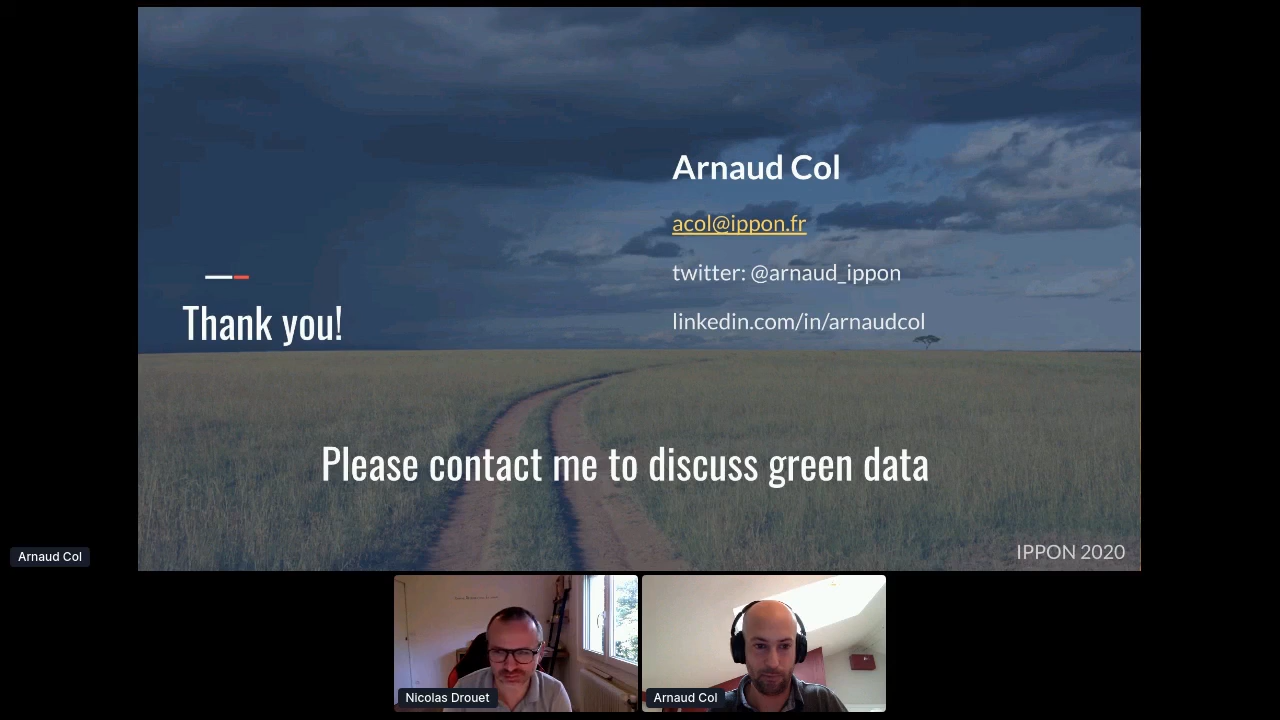 Arnaud Col
acol@ippon.fr
twitter: @arnaud_ippon
linkedin.com/in/arnaudcol
Thank you!
Please contact me to discuss green data
IPPON 2020
Arnaud Col
Nicolas Drouet
Arnaud Col